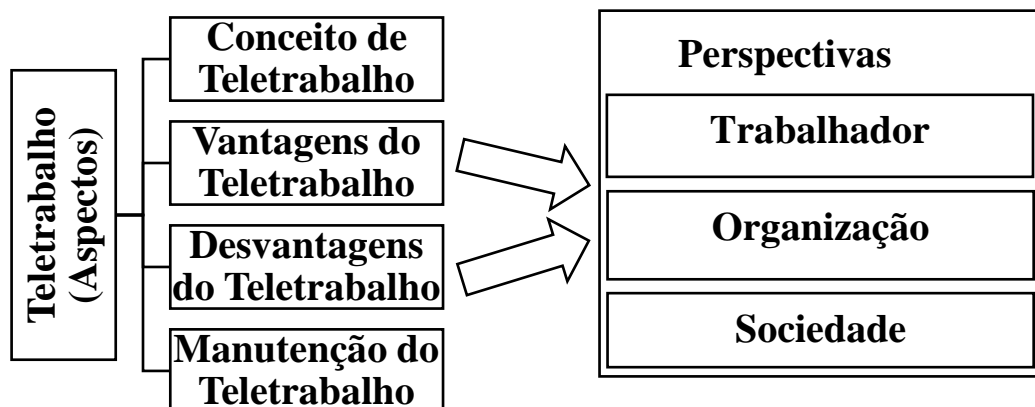 Teletrabalho
(Aspectos)
Conceito de
Teletrabalho
Vantagens do
Teletrabalho
Desvantagens
do Teletrabalho
Manutenção do
Teletrabalho
Perspectivas
Trabalhador
Organização
Sociedade